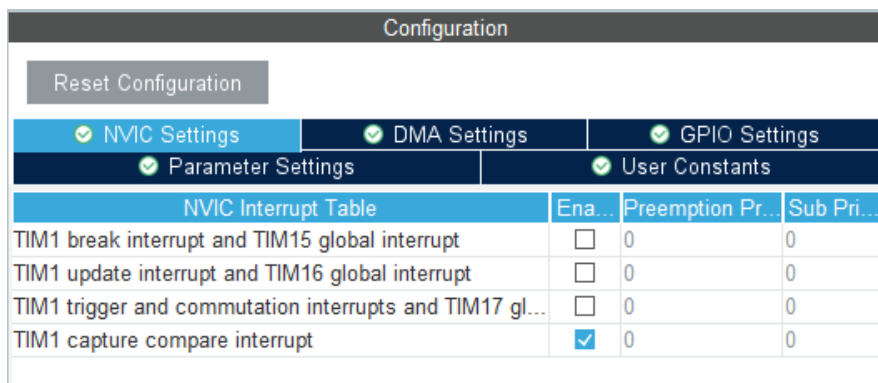 Configuration
Reset Configuration
NVIC Settings DMA Settings GPIO Settings
Parameter Settings User Constants
NVIC Interrupt Table Ena... Preemption Pr... Sub Pri...
TIM1 break interrupt and TIM15 global interrupt 0 0
TIM1 update interrupt and TIM16 global interrupt 0 0
TIM1 trigger and commutation interrupts and TIM17 gl... 0 0
TIM1 capture compare interrupt 0 0